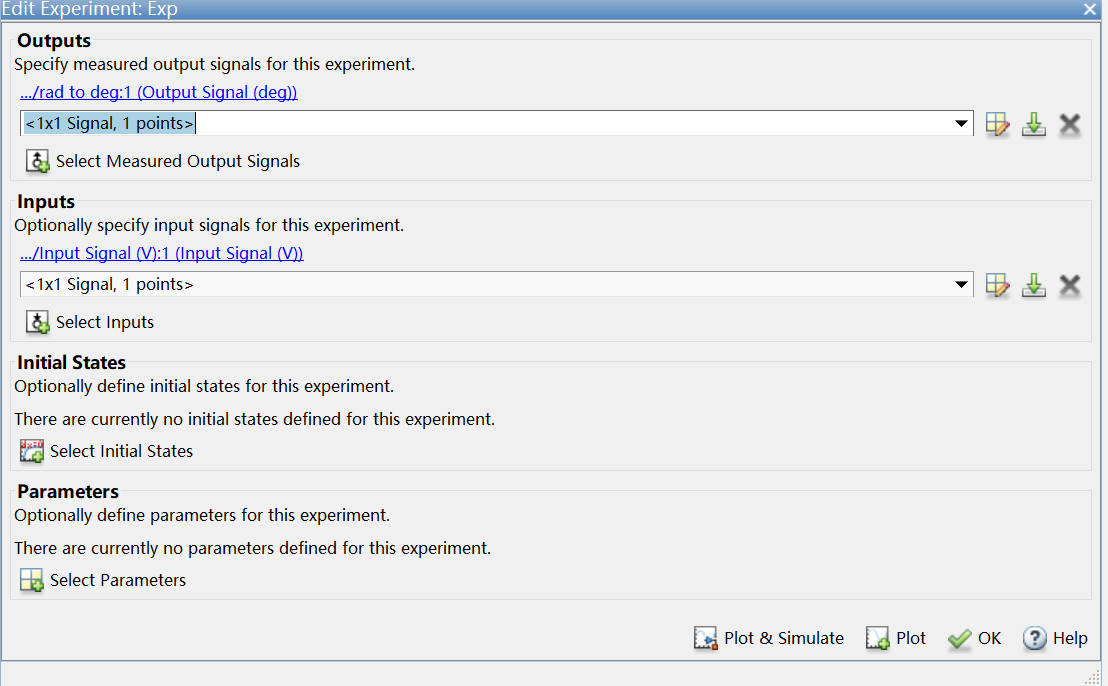 Edit Experiment: Exp
Outputs
Specify measured output signals for this experiment.
.../rad to deg:1 (Output Signal (deg))
<1x1 Signal, 1 points>
Select Measured Output Signals
Inputs
Optionally specify input signals for this experiment.
.../Input Signal (V):1 (Input Signal (V))
<1x1 Signal, 1 points>
Select Inputs
Initial States
Optionally define initial states for this experiment.
There are currently no initial states defined for this experiment.
Select Initial States
Parameters
Optionally define parameters for this experiment.
There are currently no parameters defined for this experiment.
Select Parameters
Plot & Simulate Plot OK Help